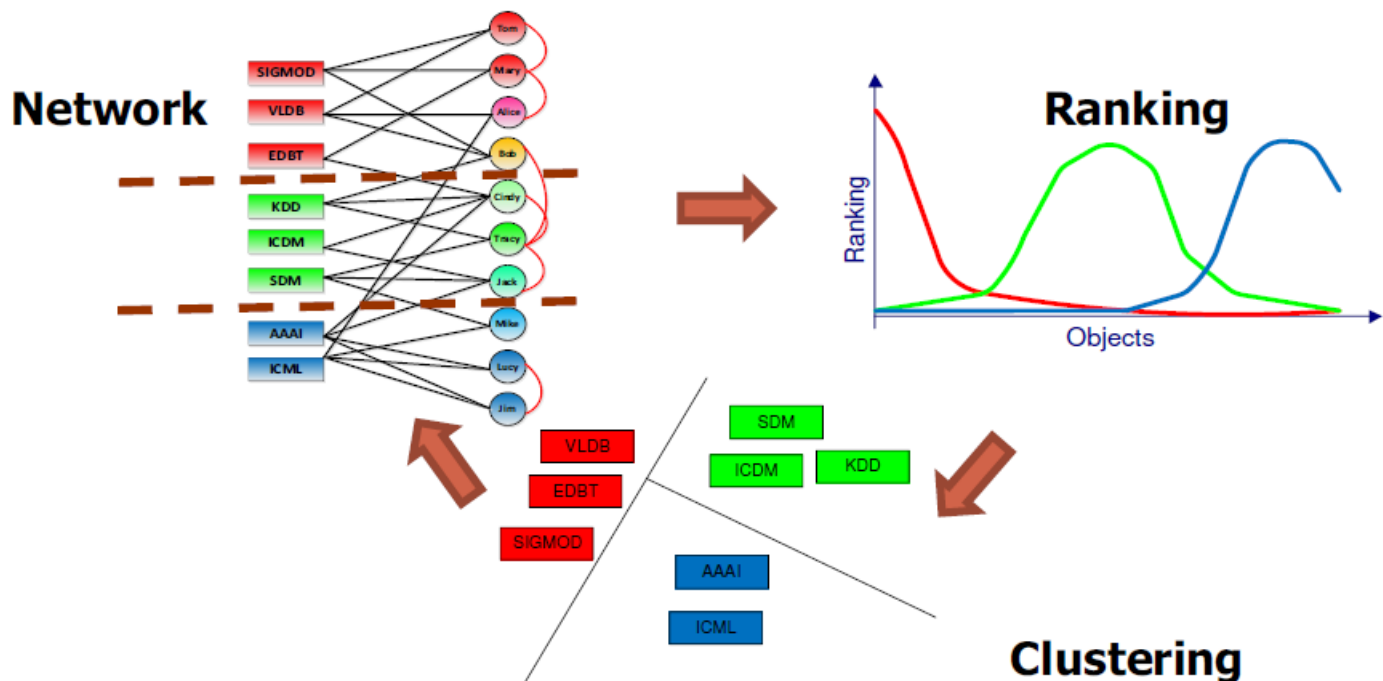 Network
SIGMOD
VLDB
EDBT
KDD
ICDM
SDM
AAAI
ICML
Tom
Mary
Alice
Bob
Cindy
Tracy
Jack
Mike
Lucy
Jim
Ranking
Ranking
Objects
VLDB
EDBT
SIGMOD
SDM
ICDM
KDD
AAAI
ICML
Clustering